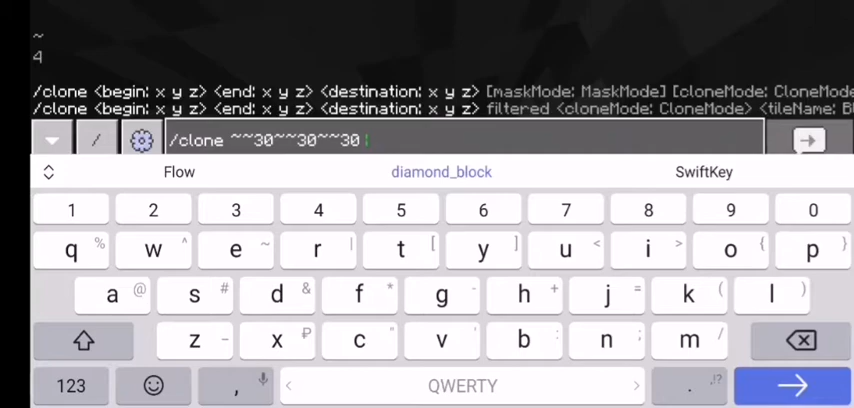 ~
4
/clone <begin: x y z> <end: x y z> <destination: x y z> [maskMode: MaskMode] [cloneMode: CloneMode
/clone <begin: x y z> <end: x y z> <destination: x y z> filtered <cloneMode: CloneMode> <tileName: Bl
/ /clone ~~30~~30~~30
Flow diamond_block SwiftKey
1 2 3 4 5 6 7 8 9 0
q % w ^ e ~ r | t [ y ] u < i > o { p }
a @ s # d & f * g - h + j = k ( l )
z _ x ₽ c " v ' b : n ; m /
123 , QWERTY . ,!?